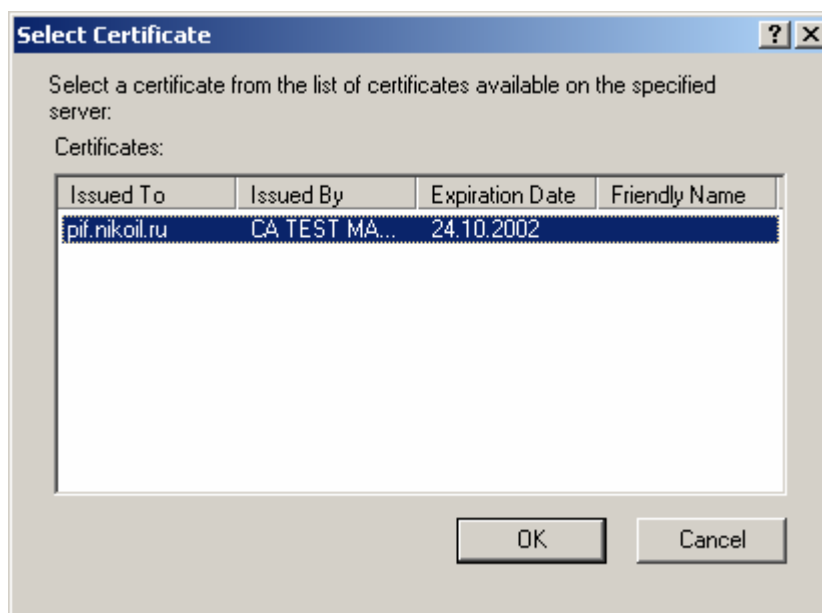 Select Certificate
Select a certificate from the list of certificates available on the specified
server:
Certificates:
Issued To Issued By Expiration Date Friendly Name
pif.nikoil.ru CA TEST MA... 24.10.2002
OK Cancel